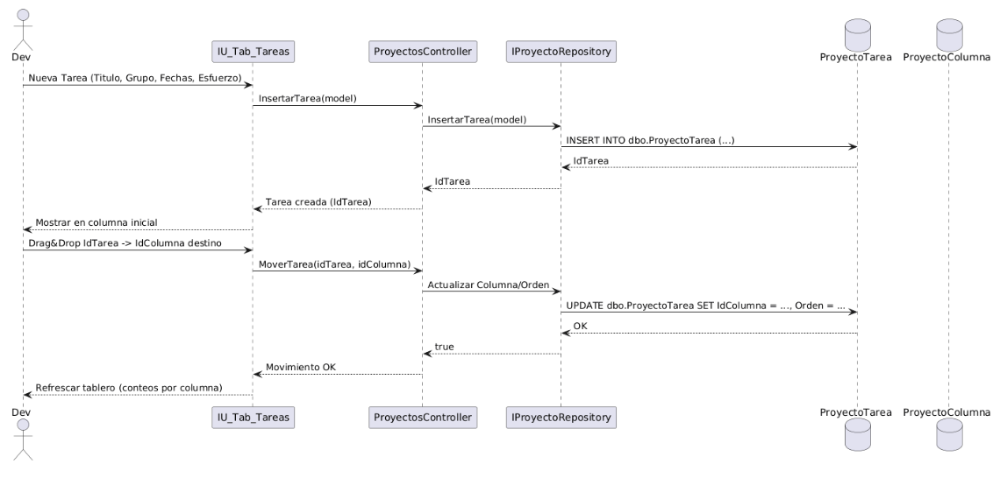 Dev
IU_Tab_Tareas
ProyectosController
IProyectoRepository
ProyectoTarea
ProyectoColumna
Nueva Tarea (Titulo, Grupo, Fechas, Esfuerzo)
InsertarTarea(model)
InsertarTarea(model)
INSERT INTO dbo.ProyectoTarea (...)
IdTarea
IdTarea
Tarea creada (IdTarea)
Mostrar en columna inicial
Drag&Drop IdTarea -> IdColumna destino
MoverTarea(idTarea, idColumna)
Actualizar Columna/Orden
UPDATE dbo.ProyectoTarea SET IdColumna = ..., Orden = ...
OK
true
Movimiento OK
Refrescar tablero (conteos por columna)
Dev
IU_Tab_Tareas
ProyectosController
IProyectoRepository
ProyectoTarea
ProyectoColumna